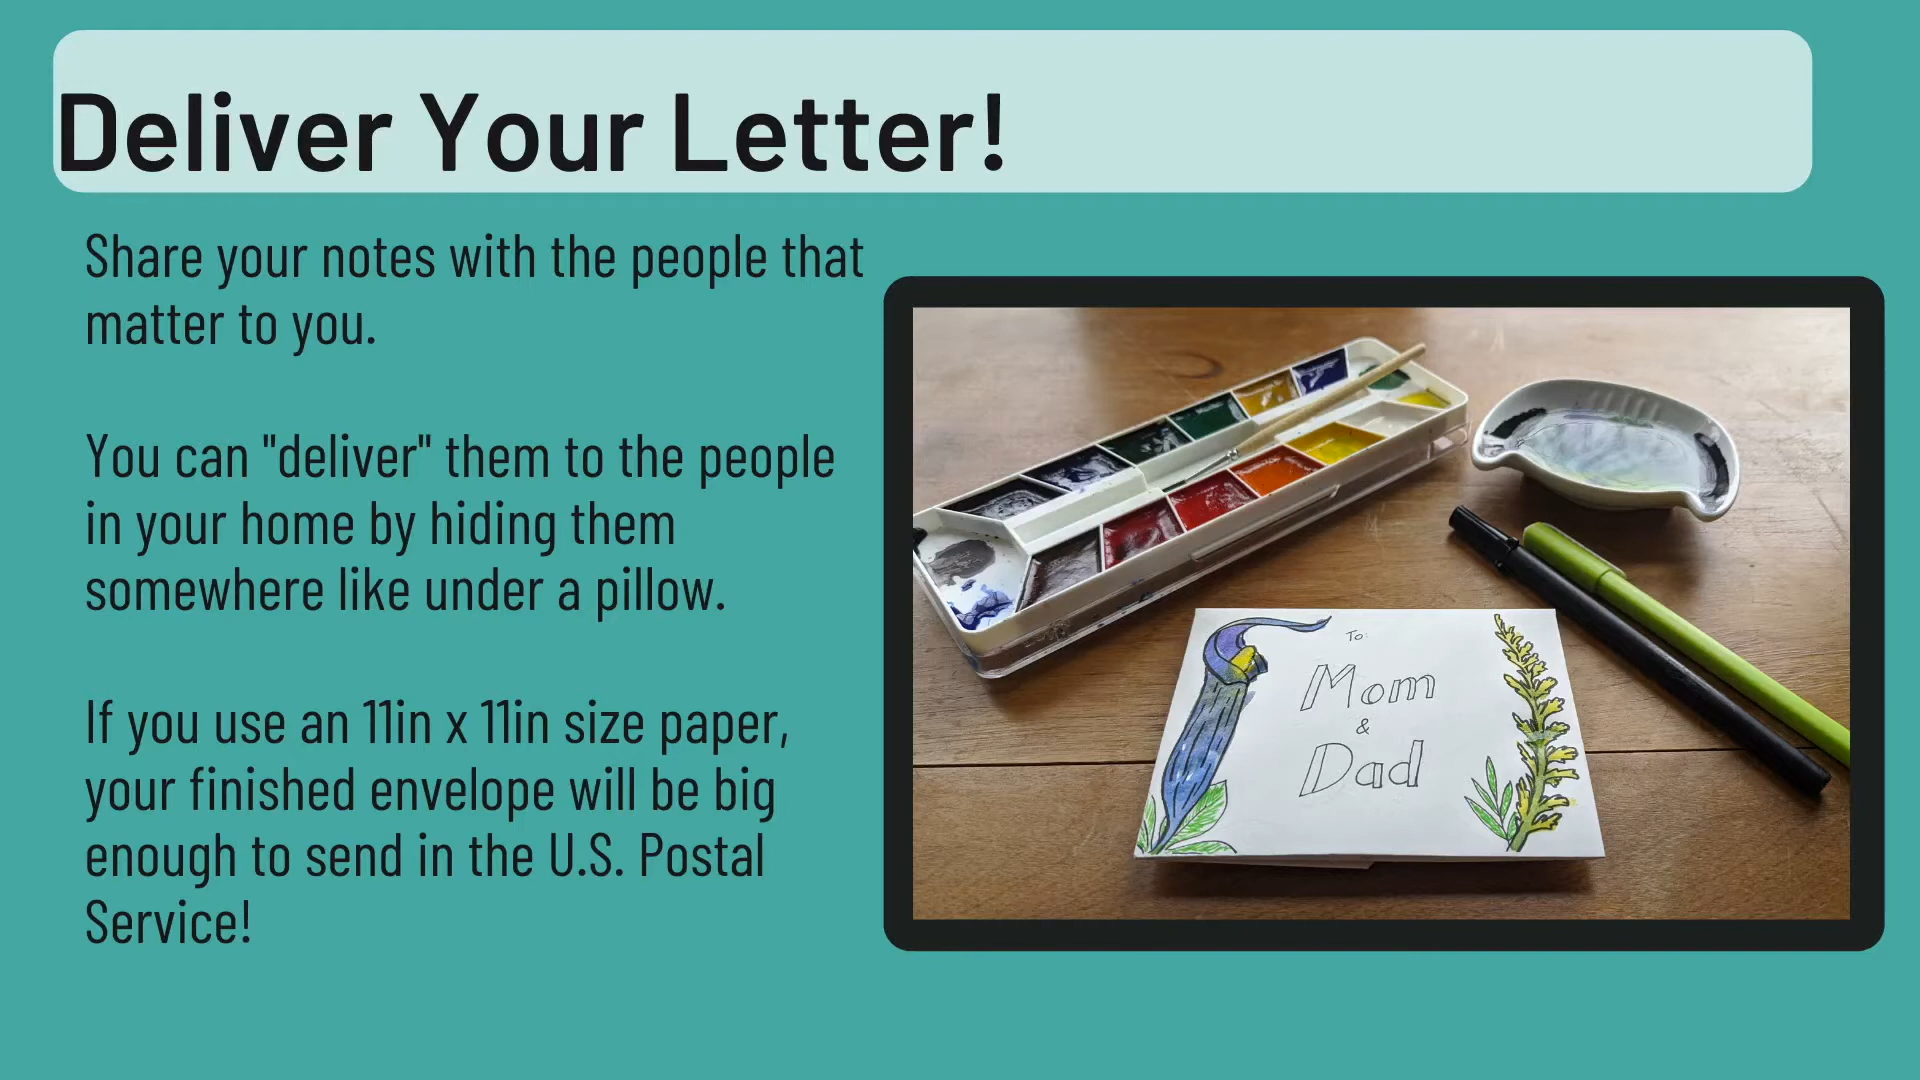 Deliver Your Letter!
Share your notes with the people that
matter to you.
You can "deliver" them to the people
in your home by hiding them
somewhere like under a pillow.
If you use an 11in x 11in size paper,
your finished envelope will be big
enough to send in the U.S. Postal
Service!
To:
Mom
&
Dad